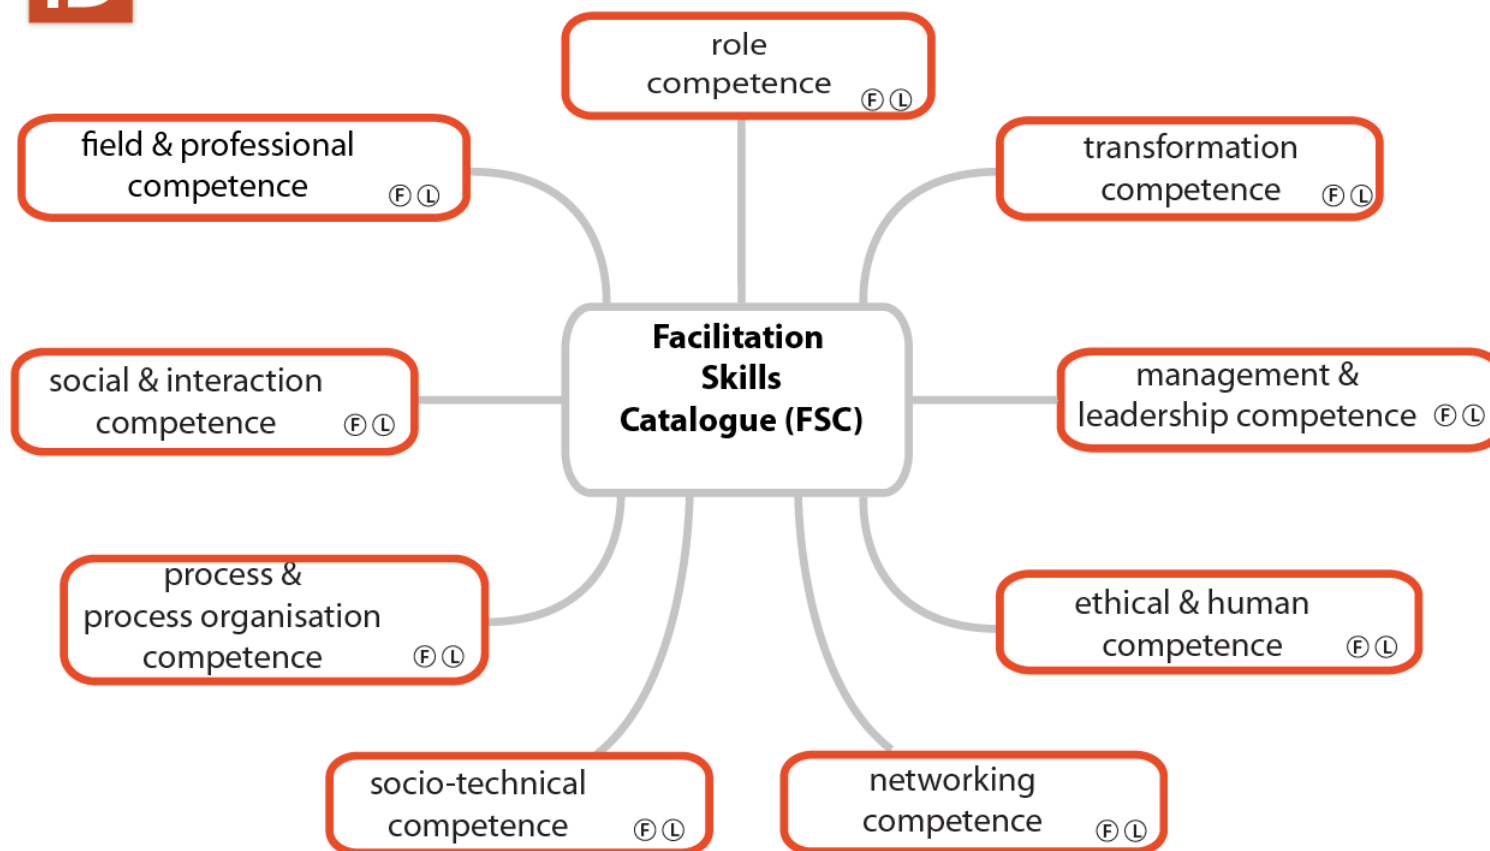 role
competence
Ⓕ Ⓛ
field & professional
competence
Ⓕ Ⓛ
transformation
competence
Ⓕ Ⓛ
Facilitation
Skills
Catalogue (FSC)
social & interaction
competence
Ⓕ Ⓛ
management &
leadership competence Ⓕ Ⓛ
process &
process organisation
competence
Ⓕ Ⓛ
ethical & human
competence
Ⓕ Ⓛ
socio-technical
competence
Ⓕ Ⓛ
networking
competence
Ⓕ Ⓛ